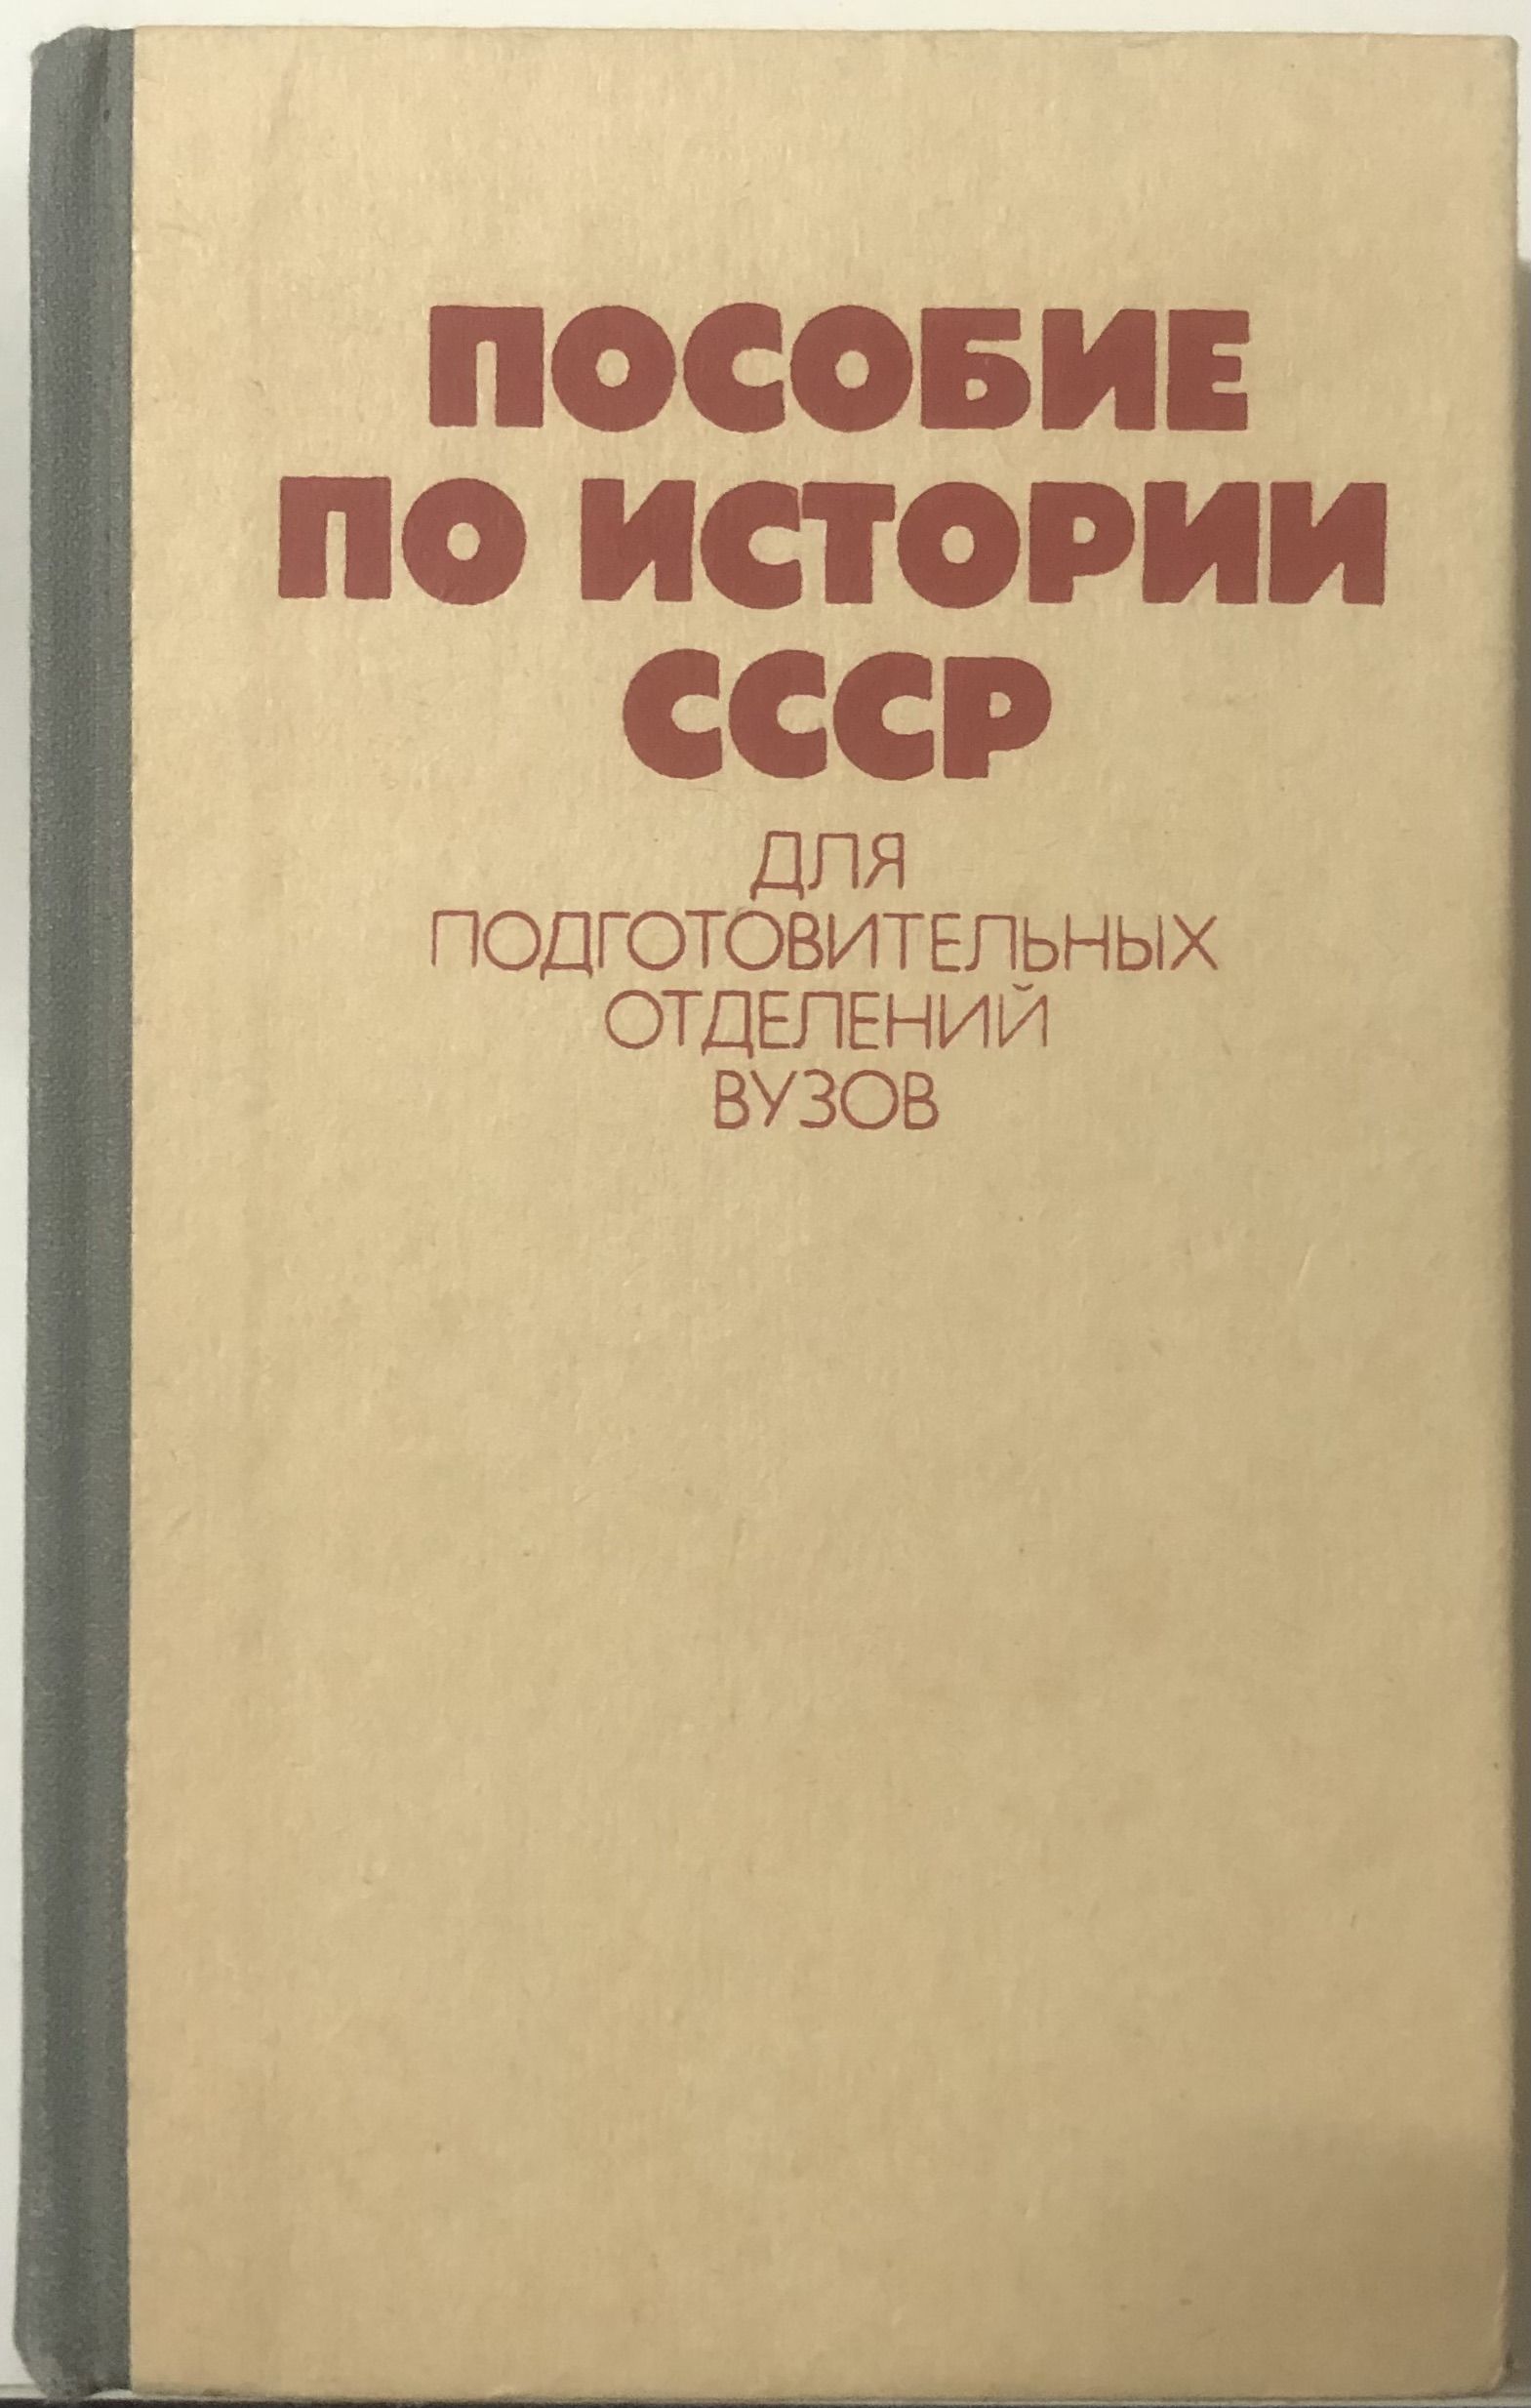 ПОСОБИЕ
ПО ИСТОРИИ
СССР
ДЛЯ
ПОДГОТОВИТЕЛЬНЫХ
ОТДЕЛЕНИЙ
ВУЗОВ